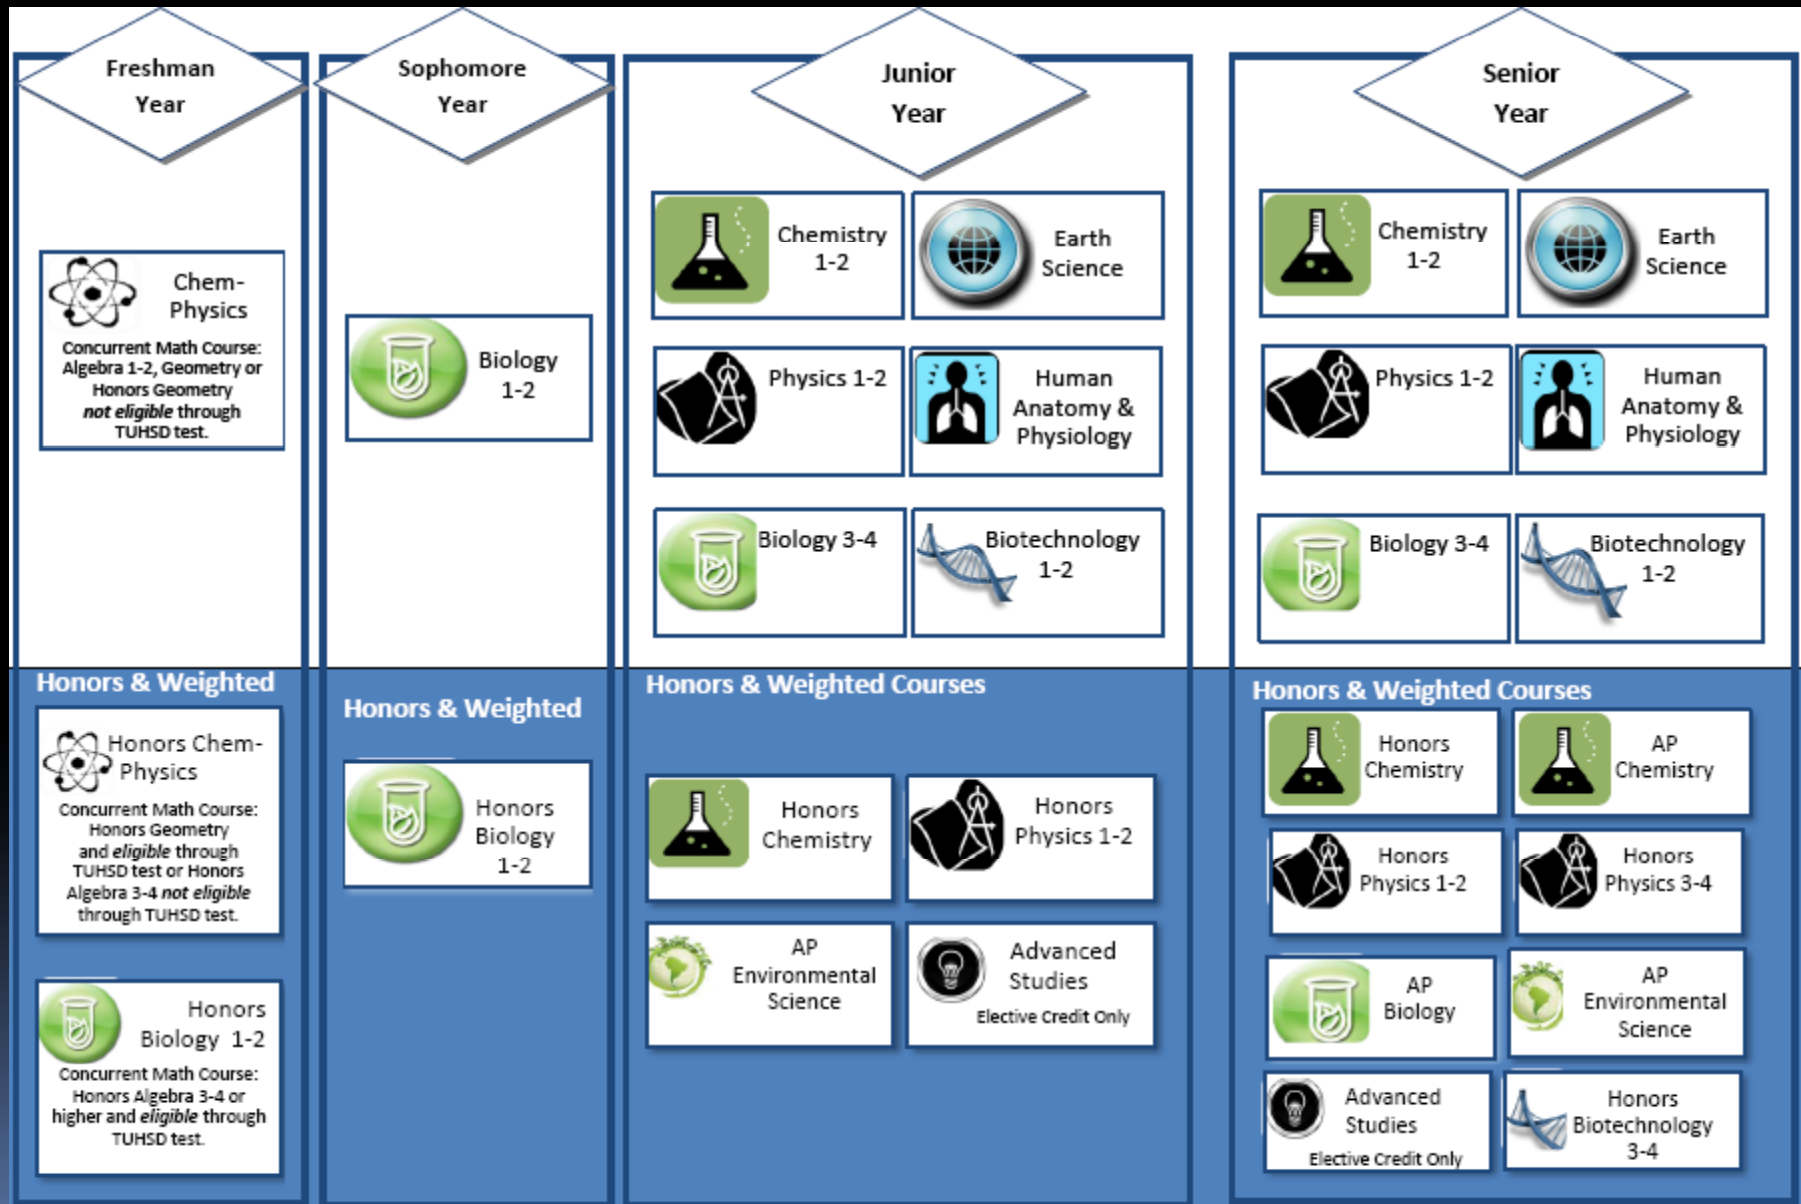 Freshman
Year
Chem-
Physics
Concurrent Math Course:
Algebra 1-2, Geometry or
Honors Geometry
not eligible through
TUHSD test.
Honors & Weighted
Honors Chem-
Physics
Concurrent Math Course:
Honors Geometry
and eligible through
TUHSD test or Honors
Algebra 3-4 not eligible
through TUHSD test.
Honors
Biology 1-2
Concurrent Math Course:
Honors Algebra 3-4 or
higher and eligible through
TUHSD test.
Sophomore
Year
Biology
1-2
Honors & Weighted
Honors
Biology
1-2
Junior
Year
Chemistry
1-2
Earth
Science
Physics 1-2
Human
Anatomy &
Physiology
Biology 3-4
Biotechnology
1-2
Honors & Weighted Courses
Honors
Chemistry
Honors
Physics 1-2
AP
Environmental
Science
Advanced
Studies
Elective Credit Only
Senior
Year
Chemistry
1-2
Earth
Science
Physics 1-2
Human
Anatomy &
Physiology
Biology 3-4
Biotechnology
1-2
Honors & Weighted Courses
Honors
Chemistry
AP
Chemistry
Honors
Physics 1-2
Honors
Physics 3-4
AP
Biology
AP
Environmental
Science
Advanced
Studies
Elective Credit Only
Honors
Biotechnology
3-4